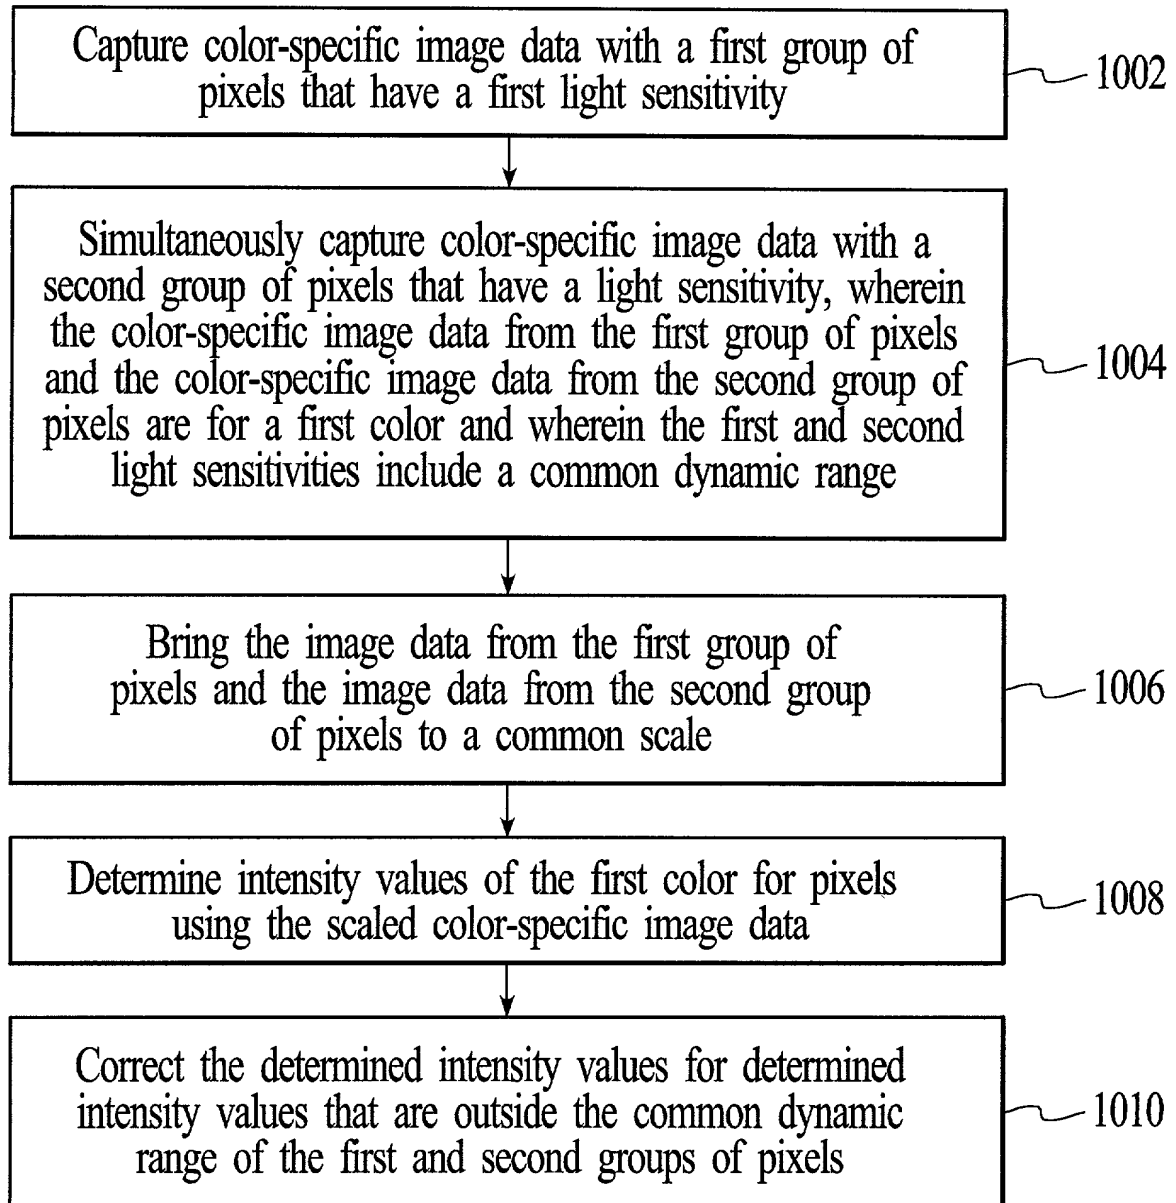 Capture color-specific image data with a first group of
pixels that have a first light sensitivity
1002
Simultaneously capture color-specific image data with a
second group of pixels that have a light sensitivity, wherein
the color-specific image data from the first group of pixels
and the color-specific image data from the second group of
pixels are for a first color and wherein the first and second
light sensitivities include a common dynamic range
1004
Bring the image data from the first group of
pixels and the image data from the second group
of pixels to a common scale
1006
Determine intensity values of the first color for pixels
using the scaled color-specific image data
1008
Correct the determined intensity values for determined
intensity values that are outside the common dynamic
range of the first and second groups of pixels
1010